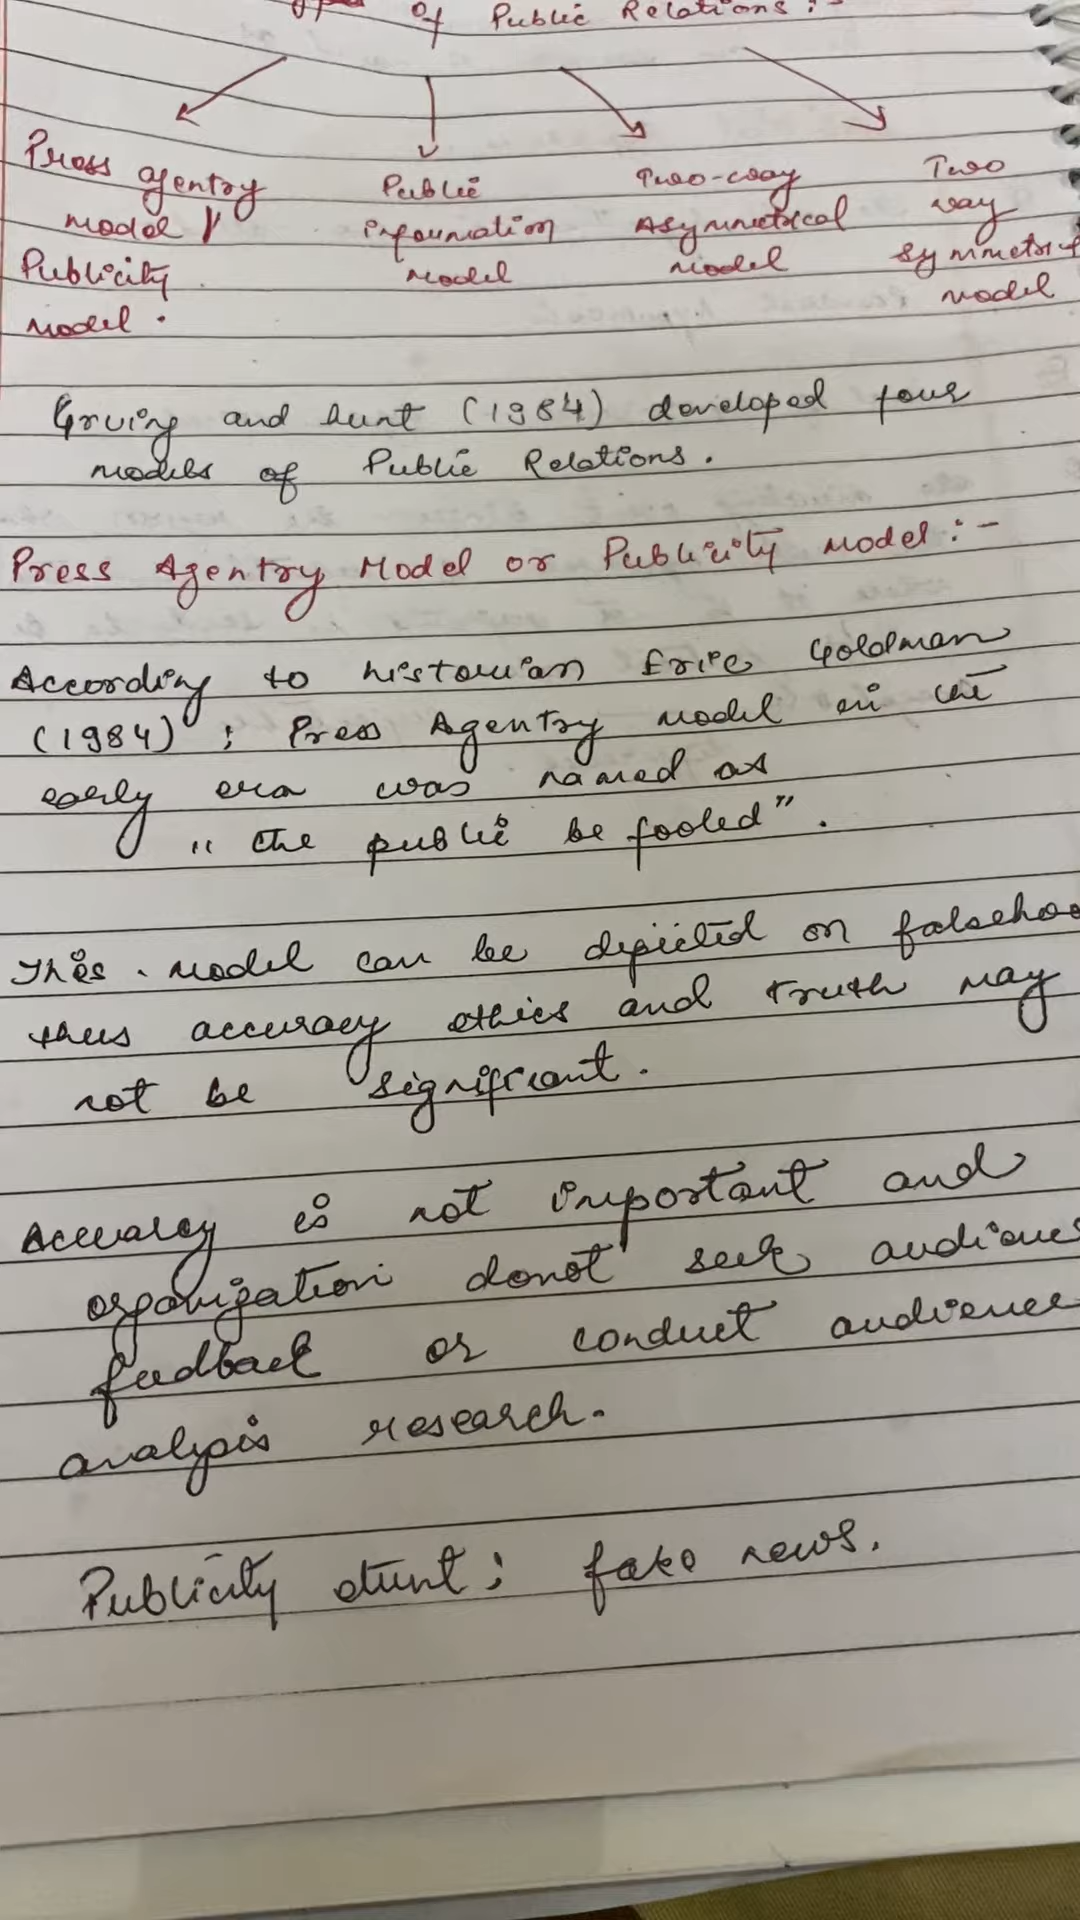 of Public Relations :-
Press agentry model / Publicity model.
Public information model
Two-way Asymmetrical model
Two way model
Gruing and hunt (1984) developed four
models of Public Relations.
Press Agentry Model or Publicity model :-
According to historian Eric Goldman
(1984) ; Press Agentry model in the
early era was named as
" the public be fooled".
This model can be depicted on
thus accuracy ethics and truth may
not be significant.
Accuracy is not important and
organization donot seek
feedback or conduct audience
analysis research.
Publicity stunt ; fake news.